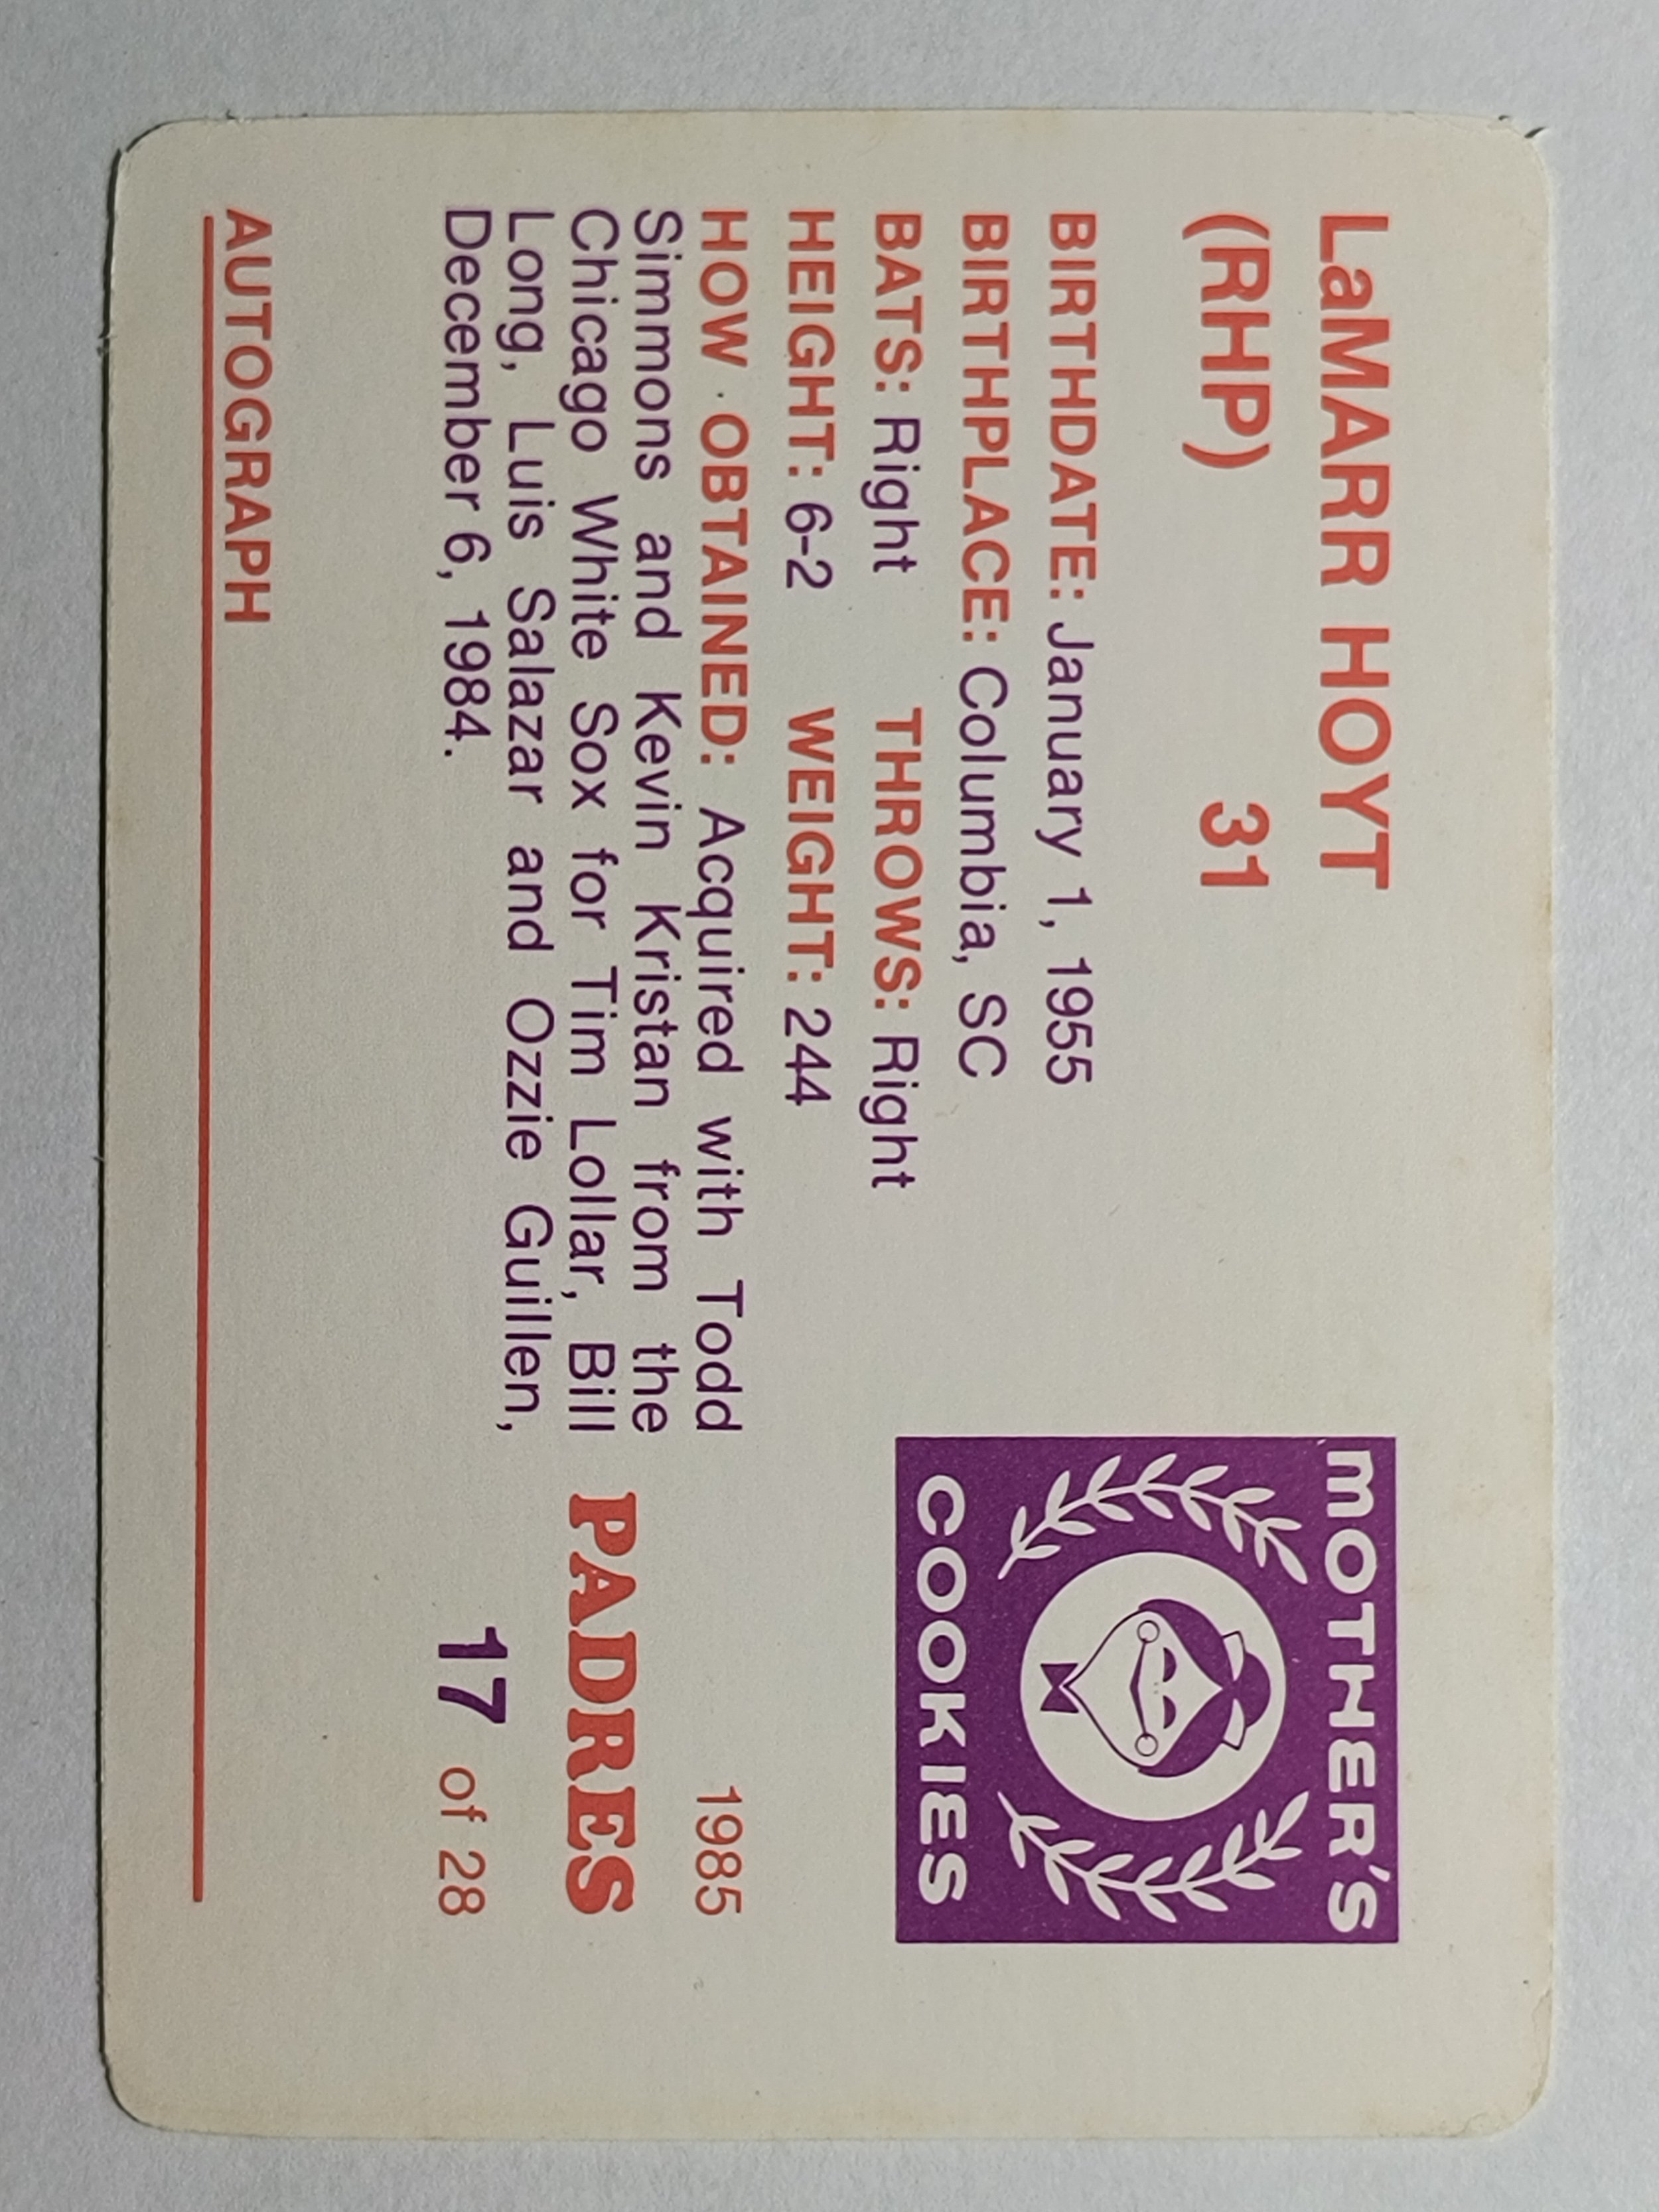 LaMARR HOYT
(RHP) 31
BIRTHDATE: January 1, 1955
BIRTHPLACE: Columbia, SC
BATS: Right THROWS: Right
HEIGHT: 6-2 WEIGHT: 244
HOW OBTAINED: Acquired with Todd
Simmons and Kevin Kristan from the
Chicago White Sox for Tim Lollar, Bill
Long, Luis Salazar and Ozzie Guillen,
December 6, 1984.
MOTHER'S
COOKIES
1985
PADRES
17 of 28
AUTOGRAPH